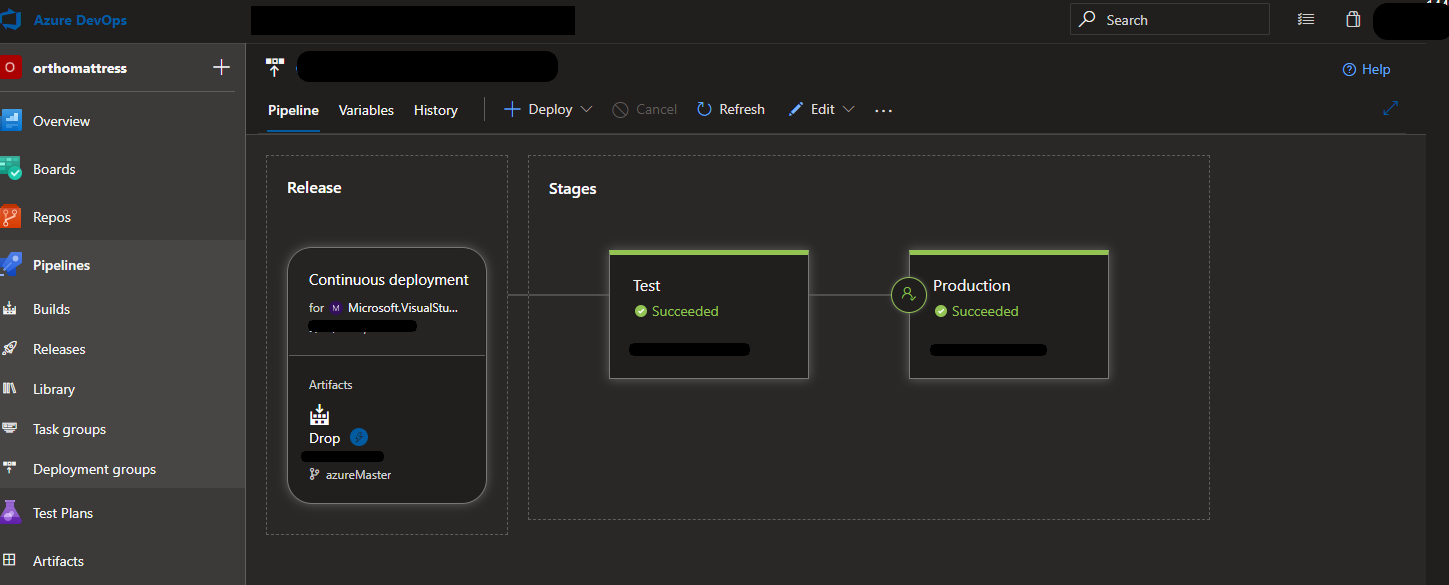 Azure DevOps
Search
orthomattress
Help
Pipeline Variables History Deploy Cancel Refresh Edit ...
Overview
Boards
Repos
Pipelines
Builds
Releases
Library
Task groups
Deployment groups
Test Plans
Artifacts
Release
Continuous deployment
for M Microsoft.VisualStu...
Artifacts
Drop
azureMaster
Stages
Test
Succeeded
Production
Succeeded